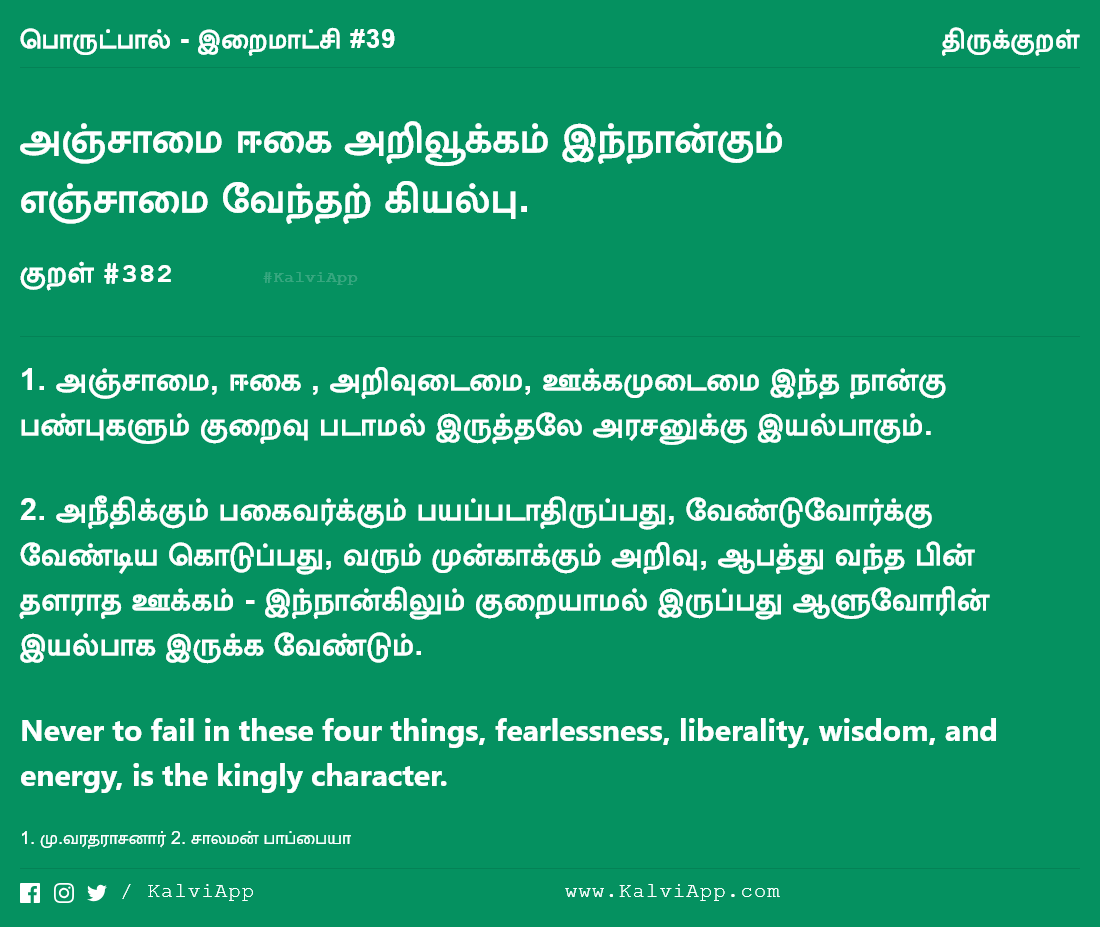 பொருட்பால் - இறைமாட்சி #39 திருக்குறள்
அஞ்சாமை ஈகை அறிவூக்கம் இந்நான்கும்
எஞ்சாமை வேந்தற் கியல்பு.
குறள் #382 #KalviApp
1. அஞ்சாமை, ஈகை , அறிவுடைமை, ஊக்கமுடைமை இந்த நான்கு
பண்புகளும் குறைவு படாமல் இருத்தலே அரசனுக்கு இயல்பாகும்.
2. அநீதிக்கும் பகைவர்க்கும் பயப்படாதிருப்பது, வேண்டுவோர்க்கு
வேண்டிய கொடுப்பது, வரும் முன்காக்கும் அறிவு, ஆபத்து வந்த பின்
தளராத ஊக்கம் - இந்நான்கிலும் குறையாமல் இருப்பது ஆளுவோரின்
இயல்பாக இருக்க வேண்டும்.
Never to fail in these four things, fearlessness, liberality, wisdom, and
energy, is the kingly character.
1. மு.வரதராசனார் 2. சாலமன் பாப்பையா
/ KalviApp www.KalviApp.com